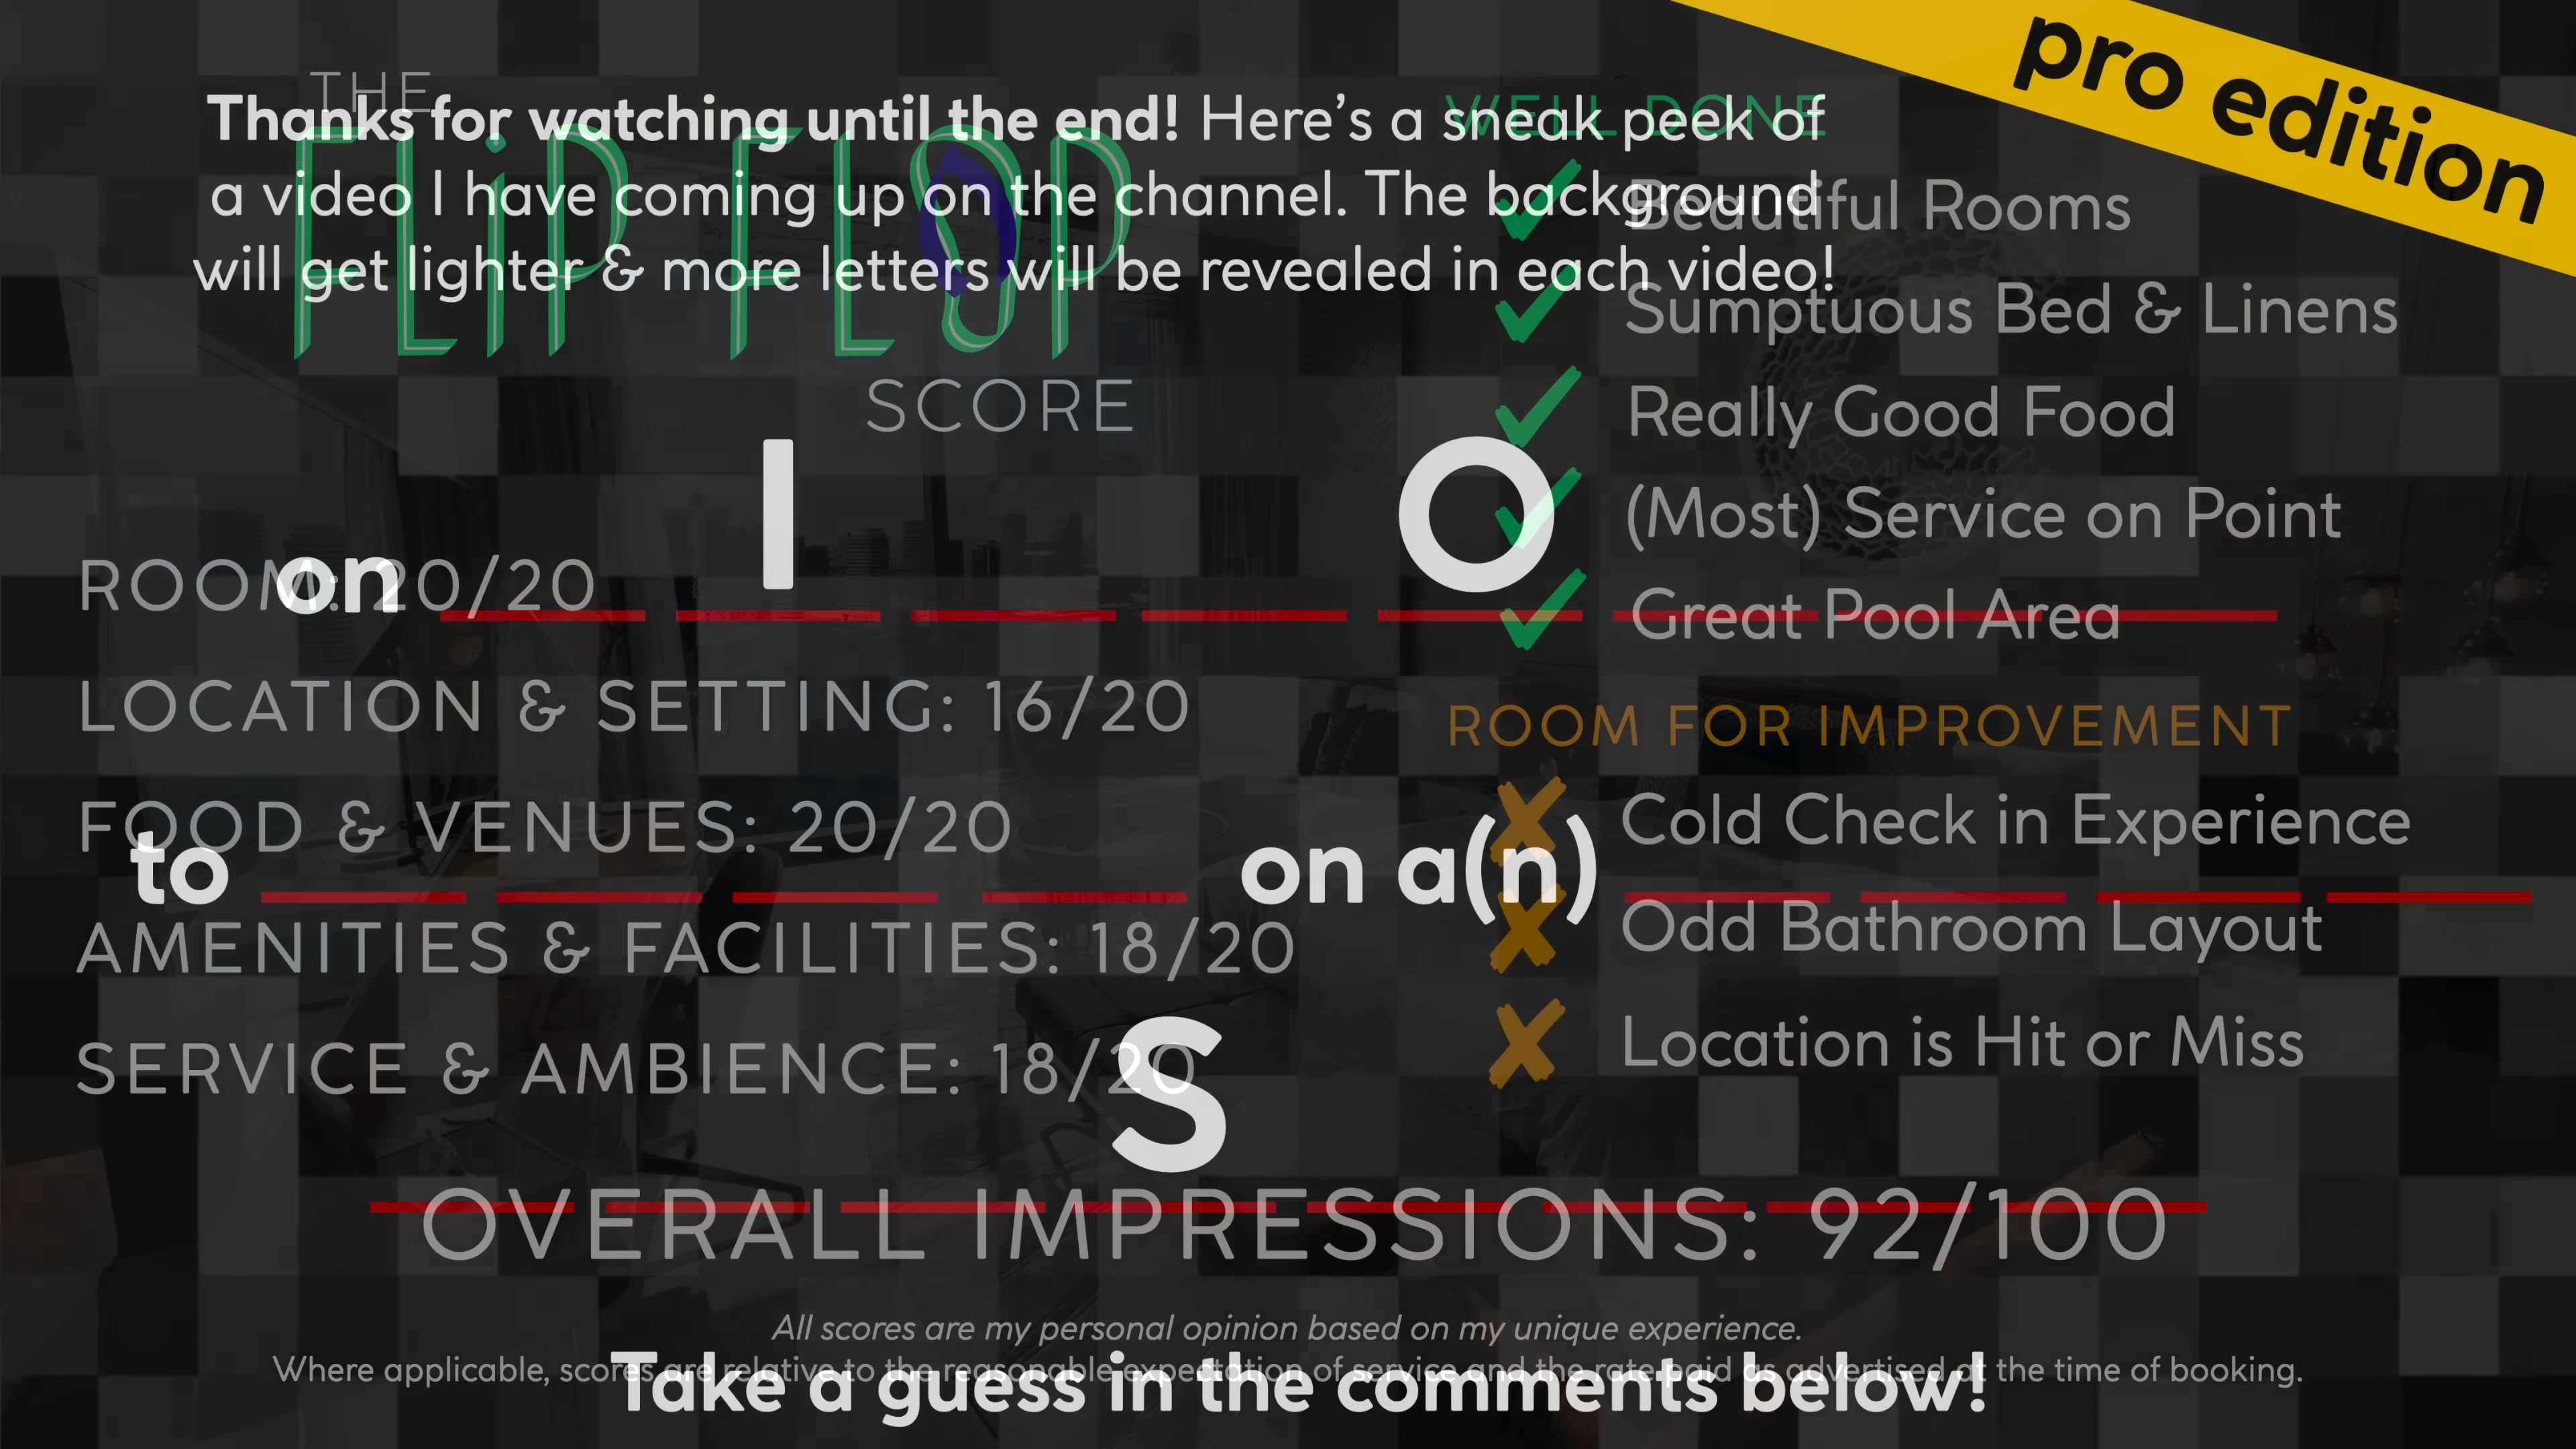 pro edition
THE
FLiP FLOP
SCORE
Thanks for watching until the end! Here's a sneak peek of
a video I have coming up on the channel. The background
will get lighter & more letters will be revealed in each video!
WELL DONE
Beautiful Rooms
Sumptuous Bed & Linens
Really Good Food
(Most) Service on Point
Great Pool Area
I O
on
ROOM: 20/20
LOCATION & SETTING: 16/20
FOOD & VENUES: 20/20
AMENITIES & FACILITIES: 18/20
SERVICE & AMBIENCE: 18/20
ROOM FOR IMPROVEMENT
Cold Check in Experience
Odd Bathroom Layout
Location is Hit or Miss
to on a(n)
S
OVERALL IMPRESSIONS: 92/100
All scores are my personal opinion based on my unique experience.
Where applicable, scores are relative to the reasonable expectation of service and the rate paid as advertised at the time of booking.
Take a guess in the comments below!